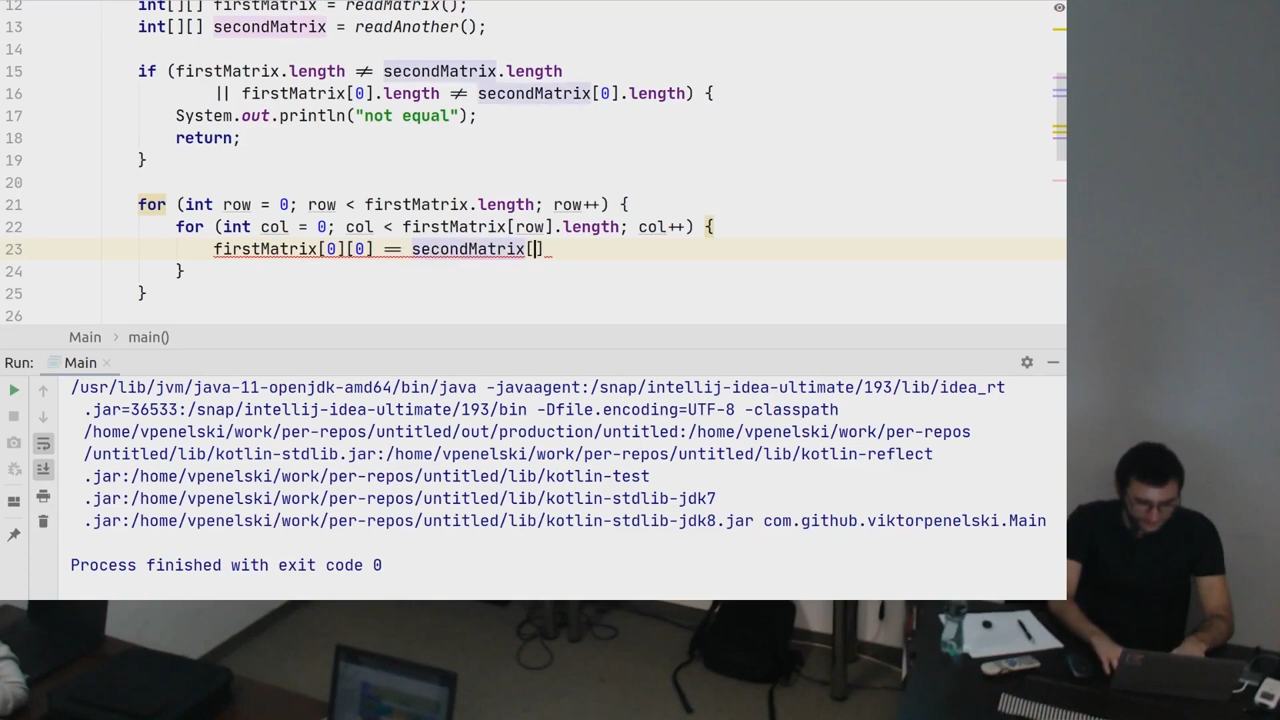 12 int[][] firstMatrix = readMatrix();
13 int[][] secondMatrix = readAnother();
14
15 if (firstMatrix.length ≠ secondMatrix.length
16 || firstMatrix[0].length ≠ secondMatrix[0].length) {
17 System.out.println("not equal");
18 return;
19 }
20
21 for (int row = 0; row < firstMatrix.length; row++) {
22 for (int col = 0; col < firstMatrix[row].length; col++) {
23 firstMatrix[0][0] == secondMatrix[]
24 }
25 }
26
Main > main()
Run: Main
/usr/lib/jvm/java-11-openjdk-amd64/bin/java -javaagent:/snap/intellij-idea-ultimate/193/lib/idea_rt
.jar=36533:/snap/intellij-idea-ultimate/193/bin -Dfile.encoding=UTF-8 -classpath
/home/vpenelski/work/per-repos/untitled/out/production/untitled:/home/vpenelski/work/per-repos
/untitled/lib/kotlin-stdlib.jar:/home/vpenelski/work/per-repos/untitled/lib/kotlin-reflect
.jar:/home/vpenelski/work/per-repos/untitled/lib/kotlin-test
.jar:/home/vpenelski/work/per-repos/untitled/lib/kotlin-stdlib-jdk7
.jar:/home/vpenelski/work/per-repos/untitled/lib/kotlin-stdlib-jdk8.jar com.github.viktorpenelski.Main
Process finished with exit code 0